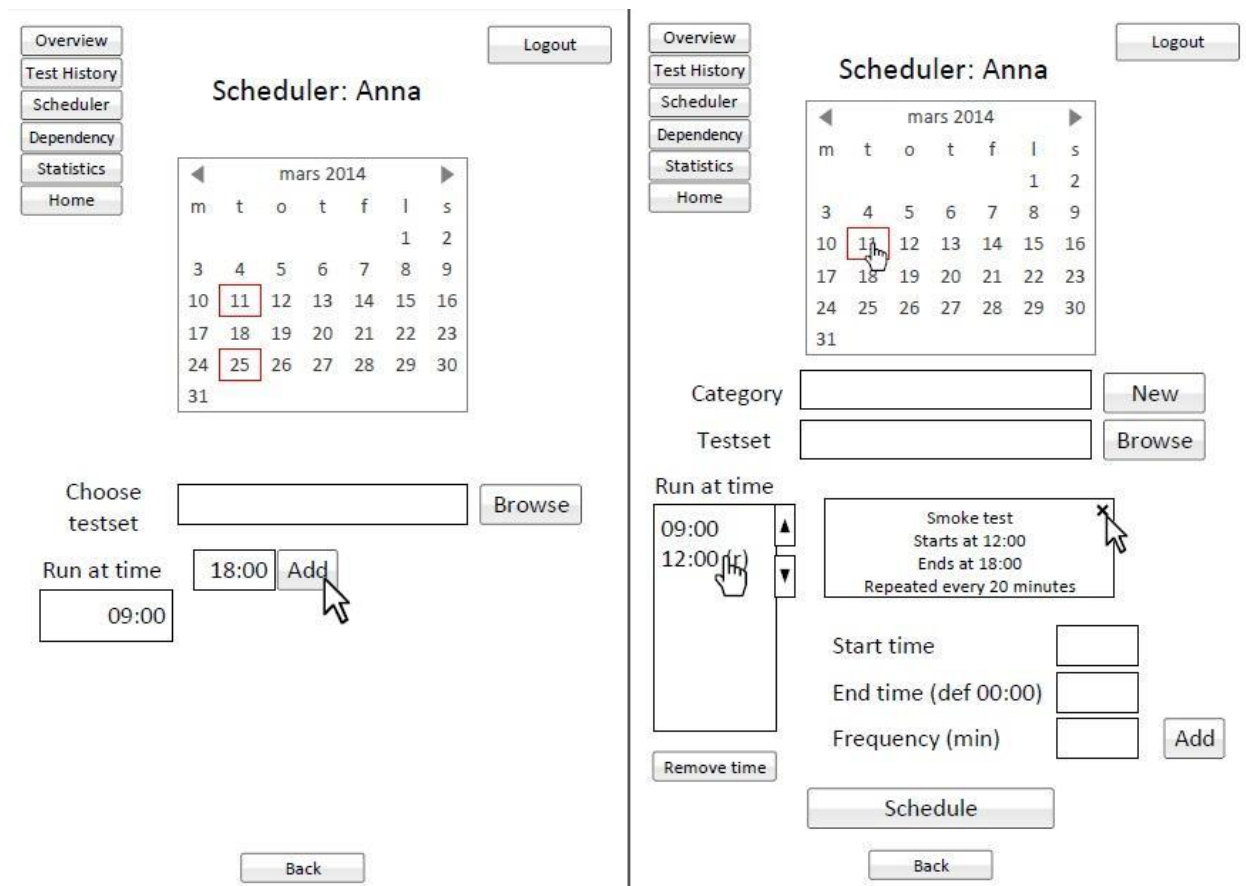 Overview
Test History
Scheduler
Dependency
Statistics
Home
Logout
Scheduler: Anna
mars 2014
m t o t f l s
1 2
3 4 5 6 7 8 9
10 11 12 13 14 15 16
17 18 19 20 21 22 23
24 25 26 27 28 29 30
31
Choose
testset
Browse
Run at time
18:00 Add
09:00
Back
Overview
Test History
Scheduler
Dependency
Statistics
Home
Logout
Scheduler: Anna
mars 2014
m t o t f l s
1 2
3 4 5 6 7 8 9
10 11 12 13 14 15 16
17 18 19 20 21 22 23
24 25 26 27 28 29 30
31
Category
New
Testset
Browse
Run at time
09:00
12:00 (r)
Smoke test
Starts at 12:00
Ends at 18:00
Repeated every 20 minutes
Start time
End time (def 00:00)
Frequency (min)
Add
Remove time
Schedule
Back